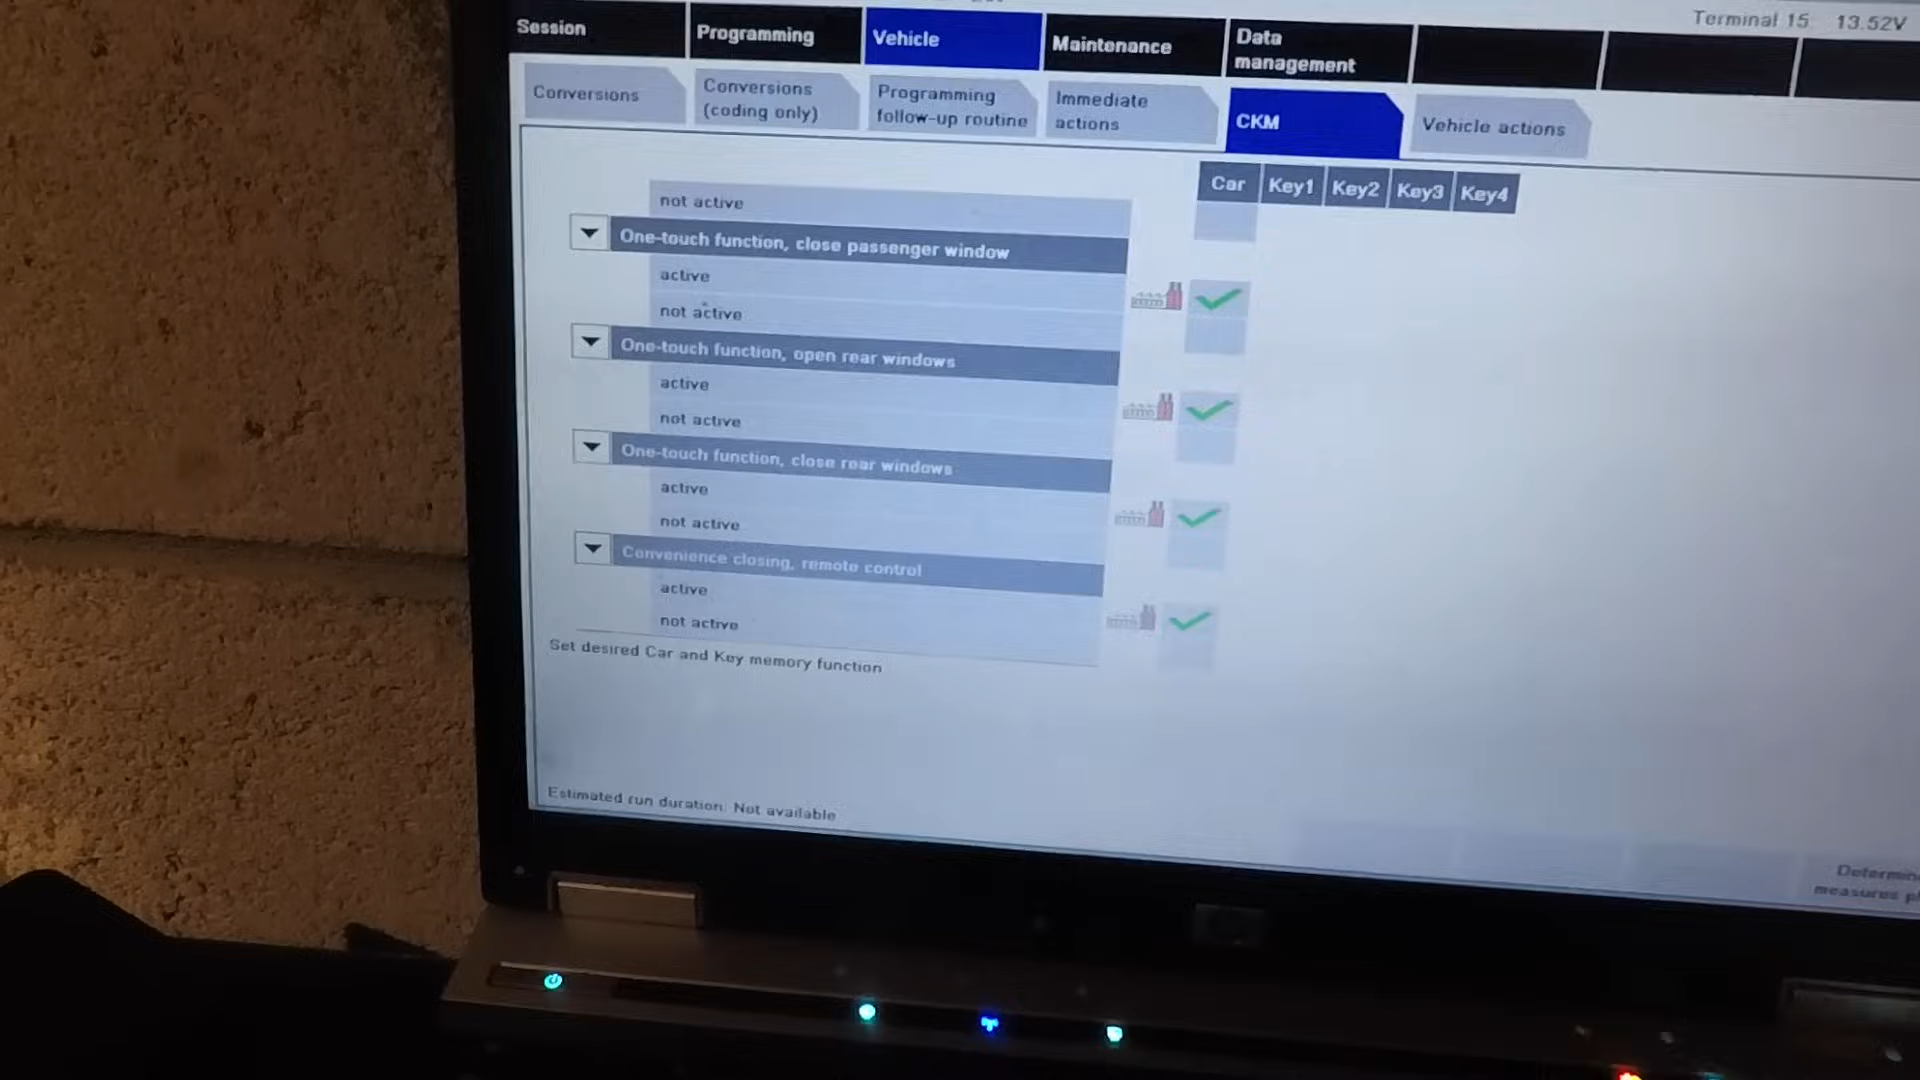 Terminal 15: 13.52V
Session
Programming
Vehicle
Maintenance
Data
management
Conversions
Conversions
(coding only)
Programming
follow-up routine
Immediate
actions
CKM
Vehicle actions
Car Key1 Key2 Key3 Key4
not active
One-touch function, close passenger window
active
not active
One-touch function, open rear windows
active
not active
One-touch function, close rear windows
active
not active
Convenience closing, remote control
active
not active
Set desired Car and Key memory function
Estimated run duration: Not available
measures